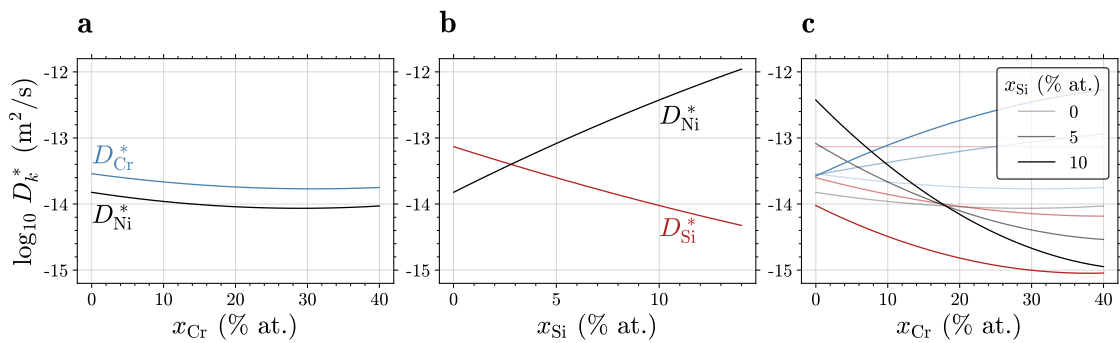 a
b
c
log₁₀ D*ₖ (m²/s)
-12
-13
-14
-15
D*Cr
D*Ni
0 10 20 30 40
xCr (% at.)
-12
-13
-14
-15
D*Ni
D*Si
0 5 10
xSi (% at.)
-12
-13
-14
-15
xSi (% at.)
0
5
10
0 10 20 30 40
xCr (% at.)